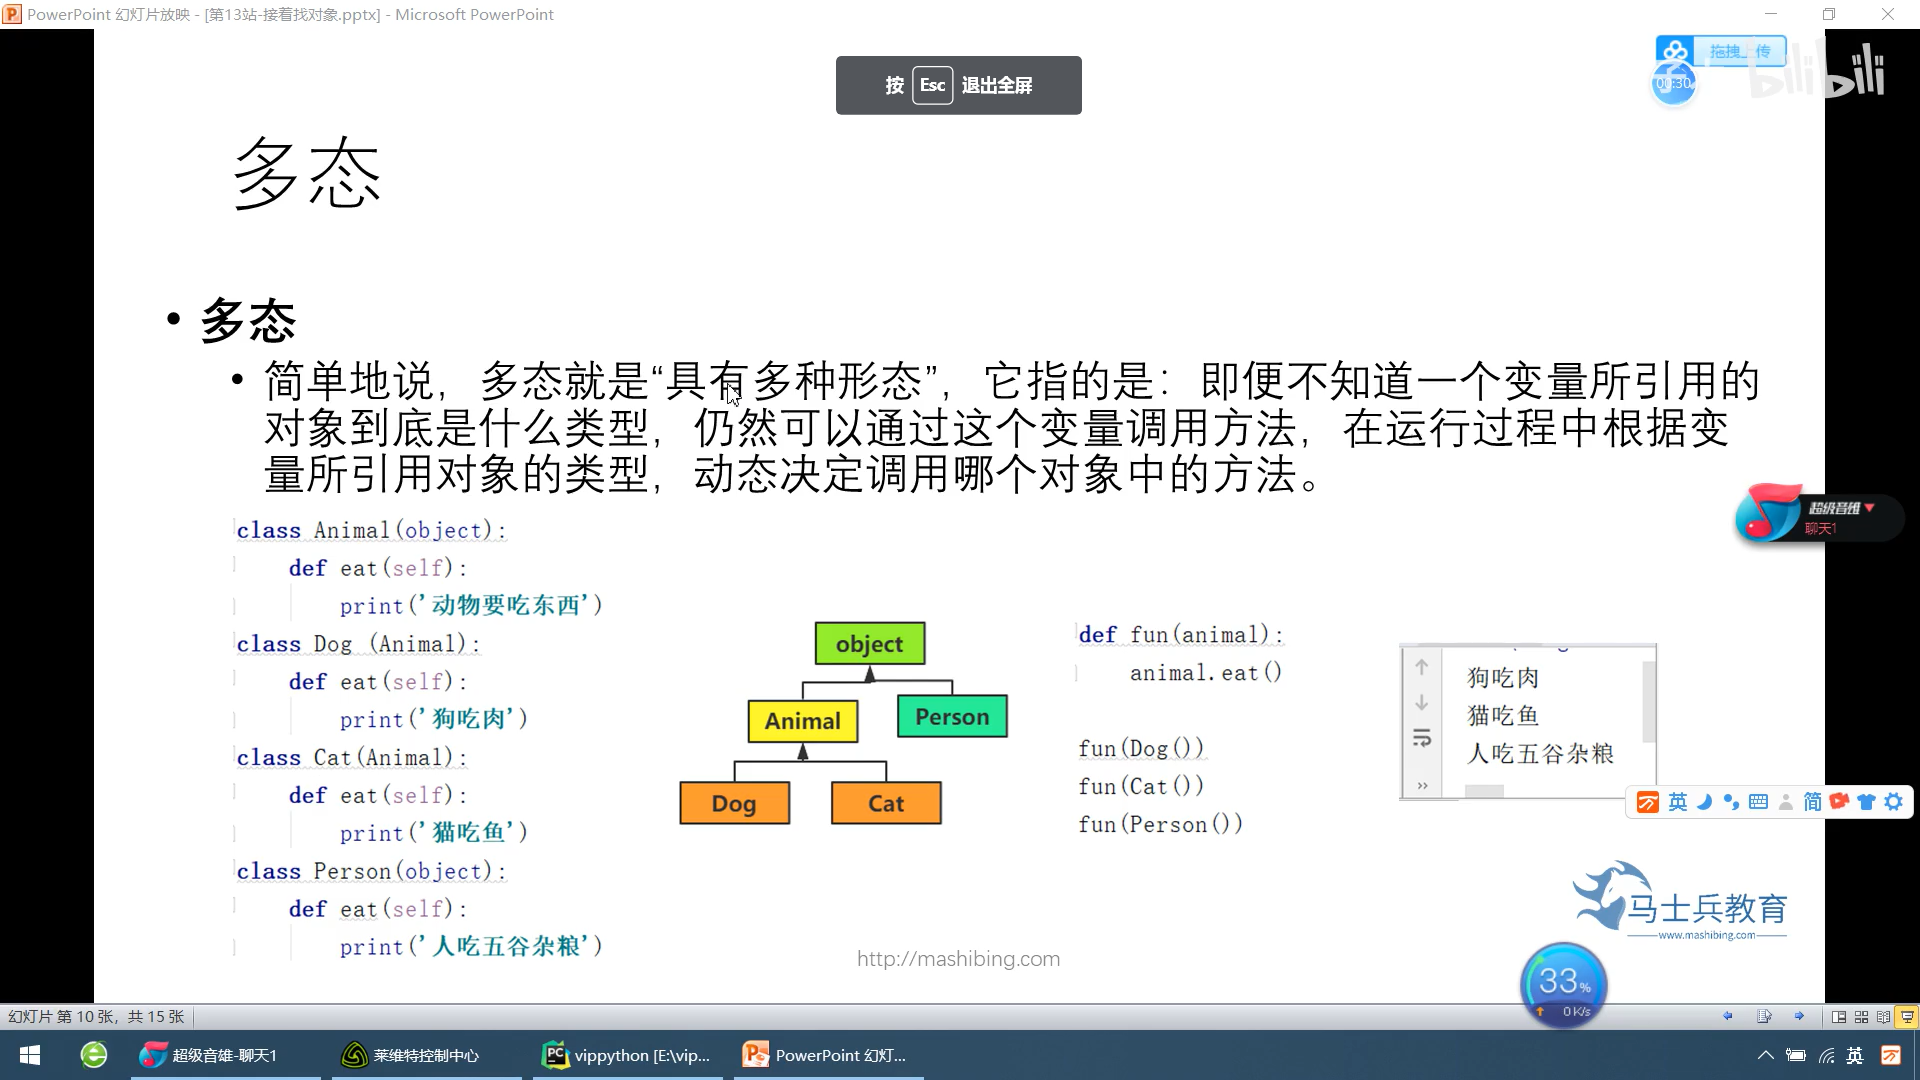 PowerPoint 幻灯片放映 - [第13站-接着找对象.pptx] - Microsoft PowerPoint
按 Esc 退出全屏
拖拽上传
00:30
bilibili
多态
• 多态
• 简单地说，多态就是“具有多种形态”，它指的是：即便不知道一个变量所引用的
对象到底是什么类型，仍然可以通过这个变量调用方法，在运行过程中根据变
量所引用对象的类型，动态决定调用哪个对象中的方法。
超级音雄
聊天1
class Animal(object):
def eat(self):
print('动物要吃东西')
class Dog (Animal):
def eat(self):
print('狗吃肉')
class Cat(Animal):
def eat(self):
print('猫吃鱼')
class Person(object):
def eat(self):
print('人吃五谷杂粮')
object
Animal
Person
Dog
Cat
def fun(animal):
animal.eat()
fun(Dog())
fun(Cat())
fun(Person())
狗吃肉
猫吃鱼
人吃五谷杂粮
英
简
马士兵教育
www.mashibing.com
http://mashibing.com
33%
0K/s
幻灯片 第 10 张，共 15 张
超级音雄-聊天1
莱维特控制中心
vippython [E:\vip...
PowerPoint 幻灯...
英